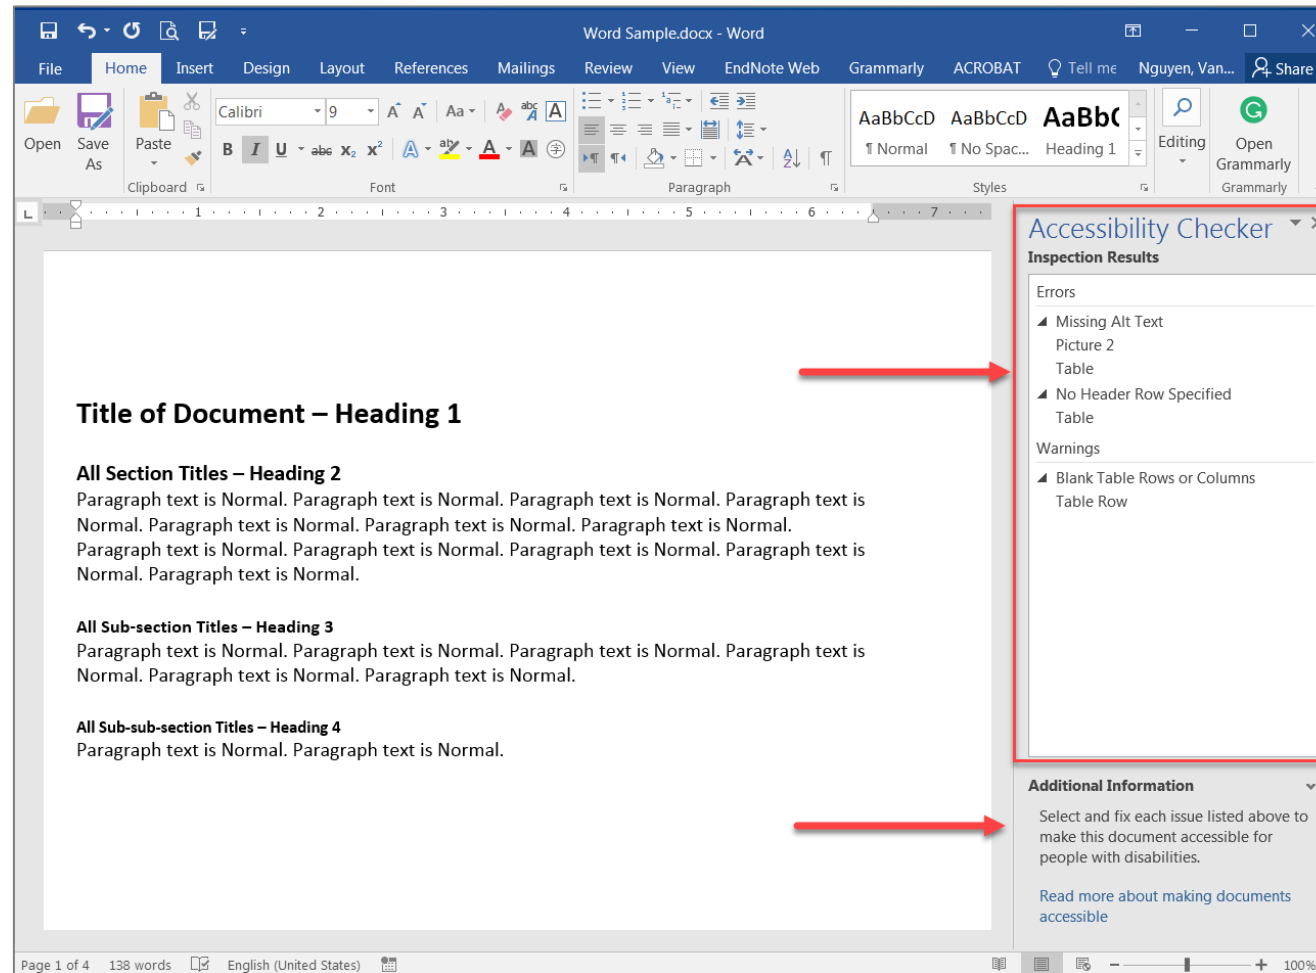 Word Sample.docx - Word
File Home Insert Design Layout References Mailings Review View EndNote Web Grammarly ACROBAT Tell me Nguyen, Van... Share
Open
Save As
Paste
Clipboard
Calibri 9
Font
Paragraph
AaBbCcD AaBbCcD AaBb(
¶ Normal ¶ No Spac... Heading 1
Styles
Editing
Open Grammarly
Grammarly
1 2 3 4 5 6 7
Title of Document – Heading 1
All Section Titles – Heading 2
Paragraph text is Normal. Paragraph text is Normal. Paragraph text is Normal. Paragraph text is
Normal. Paragraph text is Normal. Paragraph text is Normal. Paragraph text is Normal.
Paragraph text is Normal. Paragraph text is Normal. Paragraph text is Normal. Paragraph text is
Normal. Paragraph text is Normal.
All Sub-section Titles – Heading 3
Paragraph text is Normal. Paragraph text is Normal. Paragraph text is Normal. Paragraph text is
Normal. Paragraph text is Normal. Paragraph text is Normal.
All Sub-sub-section Titles – Heading 4
Paragraph text is Normal. Paragraph text is Normal.
Accessibility Checker
Inspection Results
Errors
Missing Alt Text
Picture 2
Table
No Header Row Specified
Table
Warnings
Blank Table Rows or Columns
Table Row
Additional Information
Select and fix each issue listed above to
make this document accessible for
people with disabilities.
Read more about making documents
accessible
Page 1 of 4 138 words English (United States) 100%